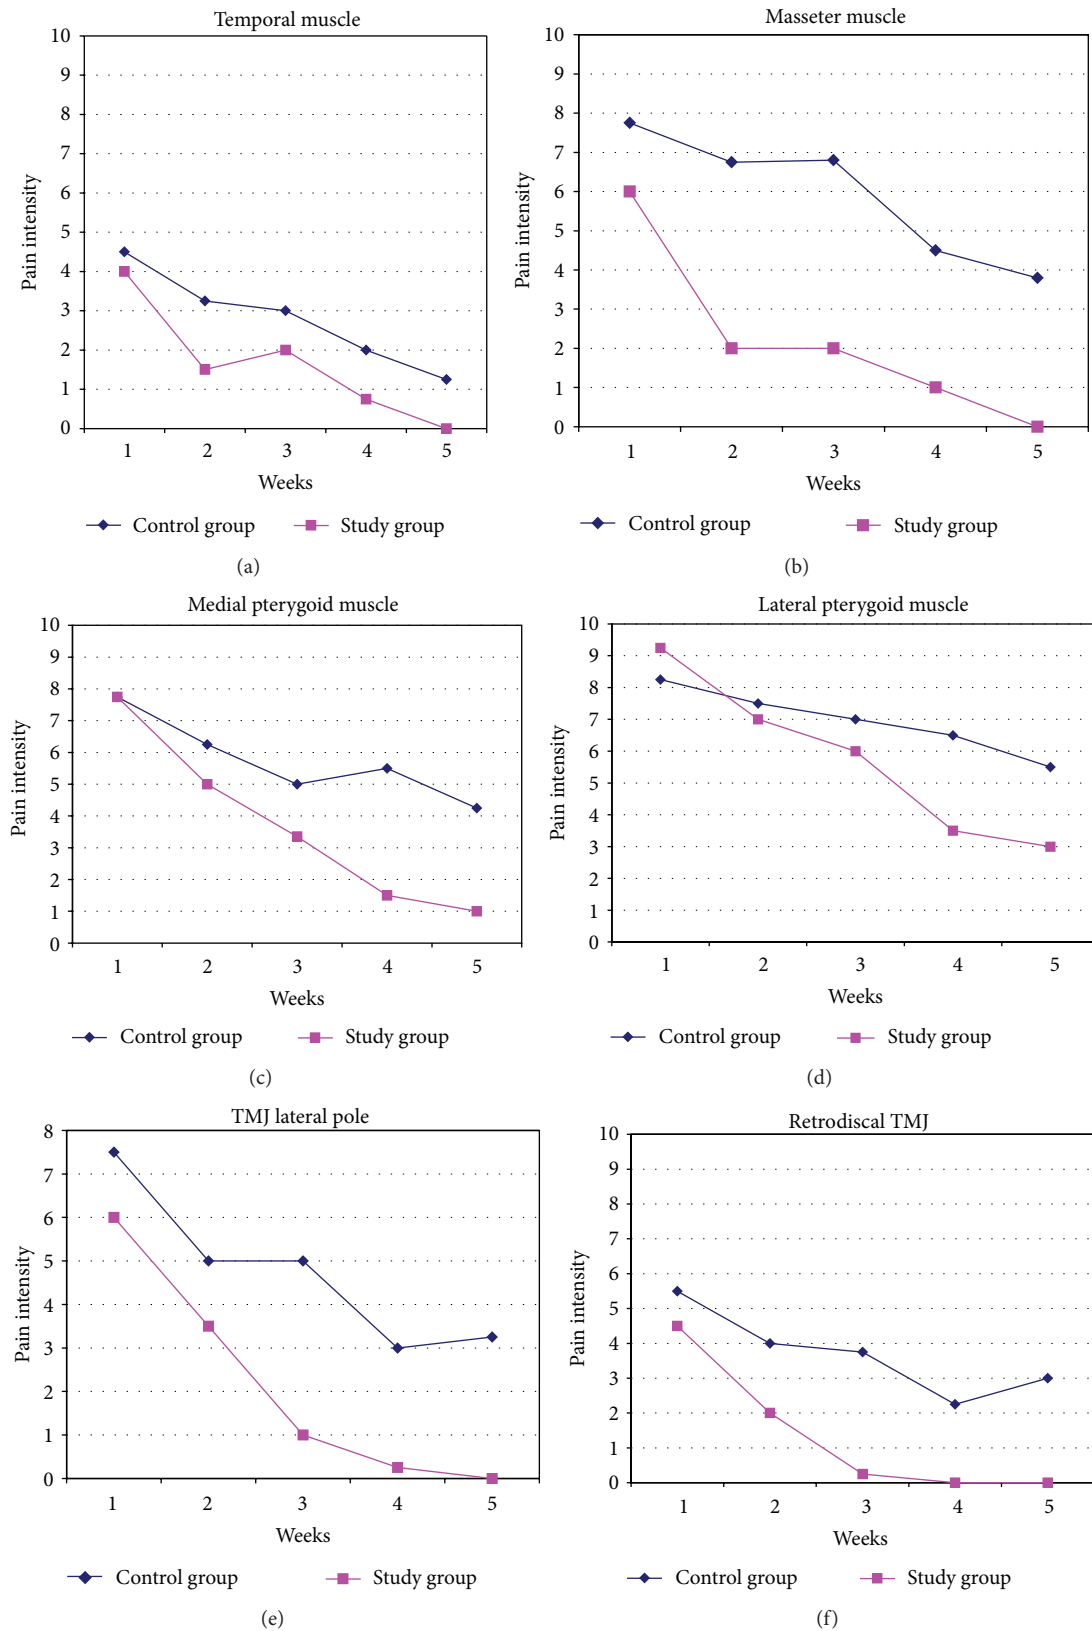 Temporal muscle
10
9
8
7
6
5
4
3
2
1
0
Pain intensity
1 2 3 4 5
Weeks
Control group Study group
(a)
Masseter muscle
10
9
8
7
6
5
4
3
2
1
0
Pain intensity
1 2 3 4 5
Weeks
Control group Study group
(b)
Medial pterygoid muscle
10
9
8
7
6
5
4
3
2
1
0
Pain intensity
1 2 3 4 5
Weeks
Control group Study group
(c)
Lateral pterygoid muscle
10
9
8
7
6
5
4
3
2
1
0
Pain intensity
1 2 3 4 5
Weeks
Control group Study group
(d)
TMJ lateral pole
8
7
6
5
4
3
2
1
0
Pain intensity
1 2 3 4 5
Weeks
Control group Study group
(e)
Retrodiscal TMJ
10
9
8
7
6
5
4
3
2
1
0
Pain intensity
1 2 3 4 5
Weeks
Control group Study group
(f)